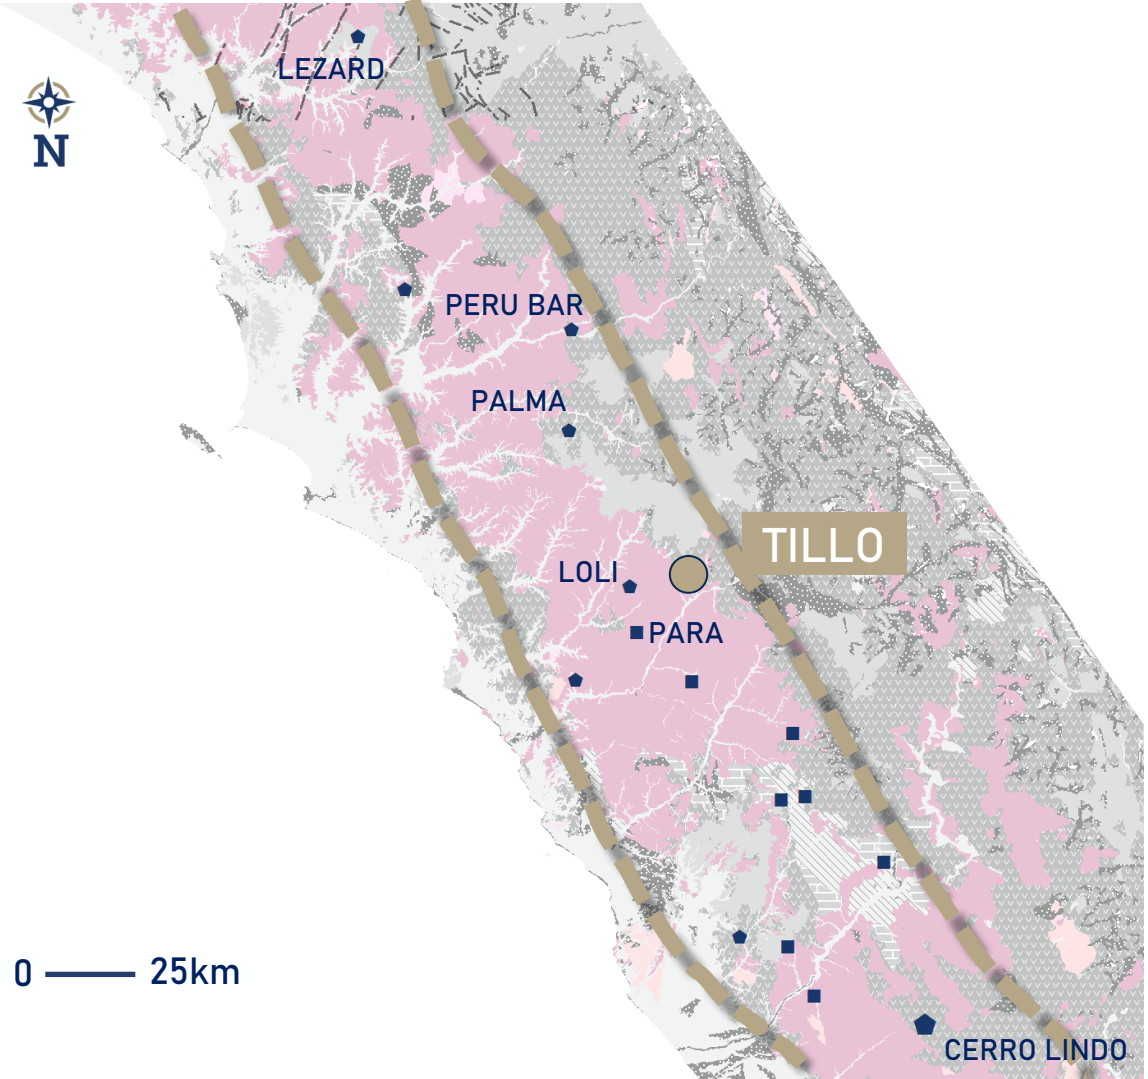 LEZARD
N
PERU BAR
PALMA
TILLO
LOLI
PARA
0 25km
CERRO LINDO